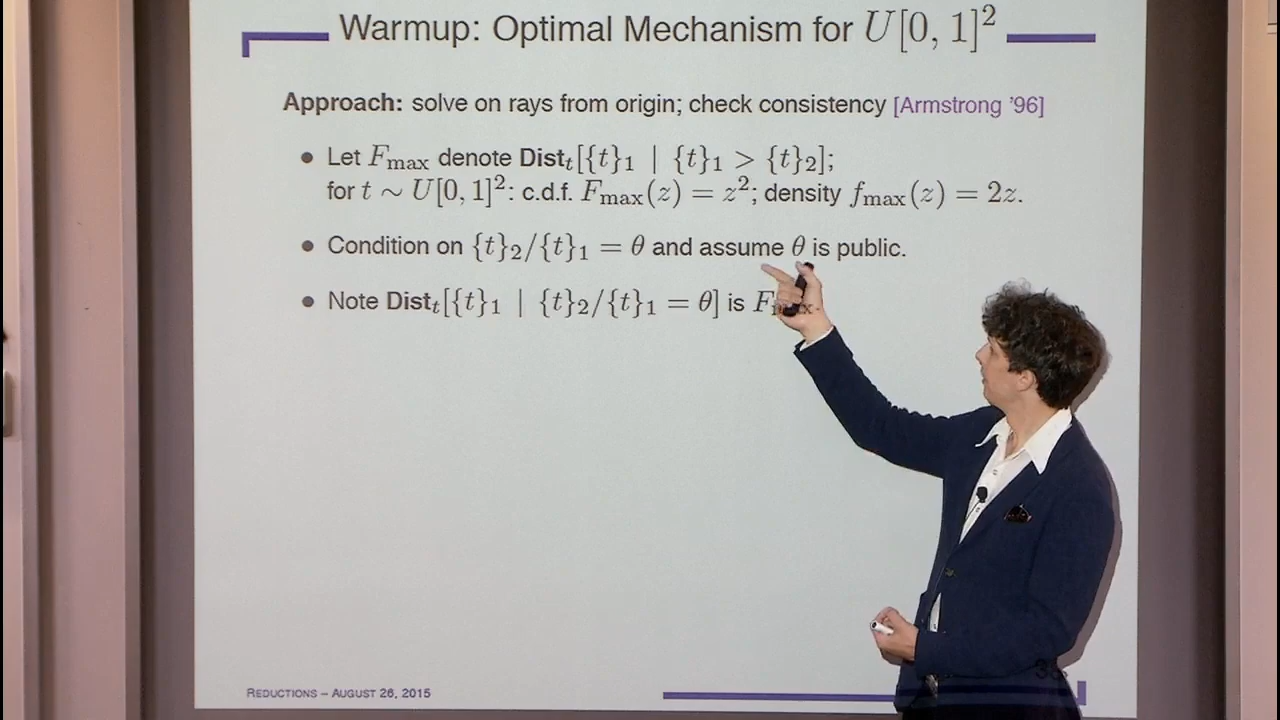 Warmup: Optimal Mechanism for U[0, 1]²
Approach: solve on rays from origin; check consistency [Armstrong '96]
• Let F_max denote Dist_t[{t}₁ | {t}₁ > {t}₂];
for t ∼ U[0, 1]²: c.d.f. F_max(z) = z²; density f_max(z) = 2z.
• Condition on {t}₂/{t}₁ = θ and assume θ is public.
• Note Dist_t[{t}₁ | {t}₂/{t}₁ = θ] is F_max.
REDUCTIONS – AUGUST 26, 2015